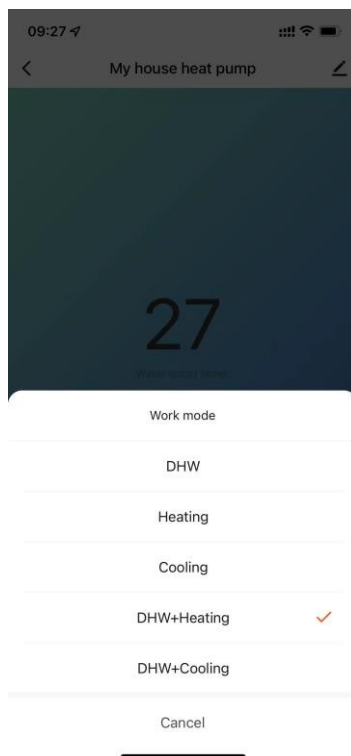 09:27
My house heat pump
27
Work mode
DHW
Heating
Cooling
DHW+Heating
DHW+Cooling
Cancel